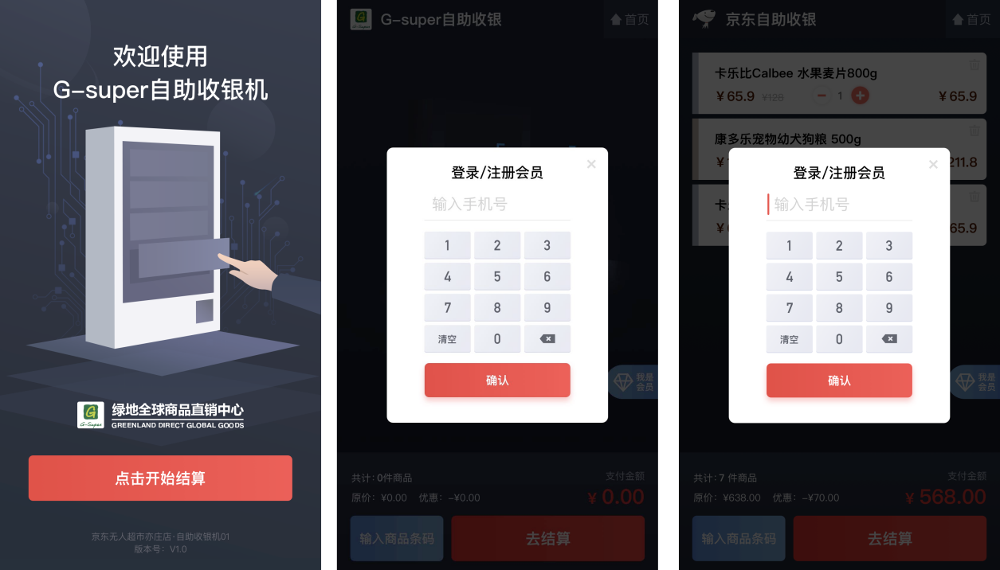 欢迎使用
G-super自助收银机
G-Super
绿地全球商品直销中心
GREENLAND DIRECT GLOBAL GOODS
点击开始结算
京东无人超市亦庄店·自助收银机01
版本号：V1.0
G-super自助收银
首页
登录/注册会员
输入手机号
1 2 3
4 5 6
7 8 9
清空 0
确认
我是
会员
共计：0件商品
支付金额
原价：¥0.00 优惠：-¥0.00
¥ 0.00
输入商品条码
去结算
京东自助收银
首页
卡乐比Calbee 水果麦片800g
¥ 65.9 ¥128 1 ¥ 65.9
康多乐宠物幼犬狗粮 500g
211.8
65.9
登录/注册会员
输入手机号
1 2 3
4 5 6
7 8 9
清空 0
确认
我是
会员
共计：7 件商品
支付金额
原价：¥638.00 优惠：-¥70.00
¥ 568.00
输入商品条码
去结算